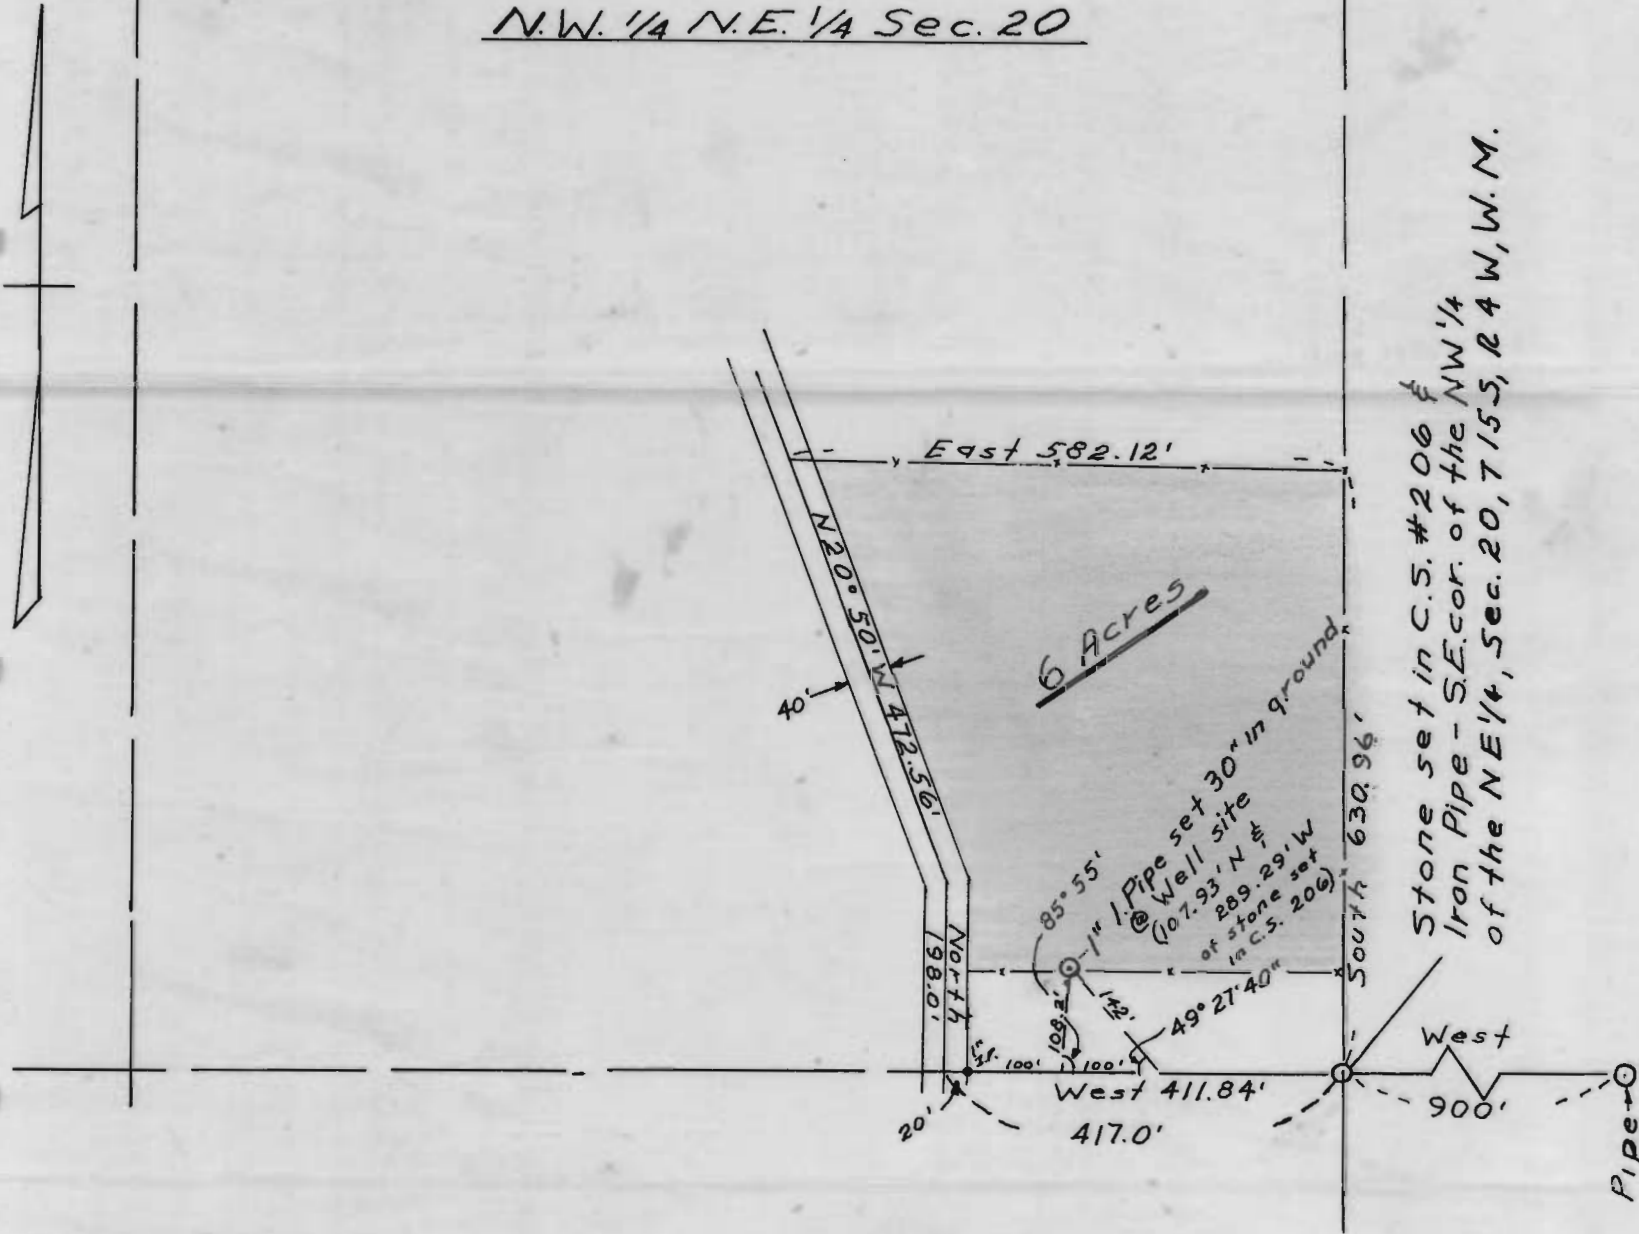 N.W. 1/4 N.E. 1/4 Sec. 20
East 582.12'
N 20° 50' W 472.56'
40'
6 Acres
Stone set in C.S. #206 &
Iron Pipe - S.E. cor. of the NW 1/4
of the NE 1/4, Sec. 20, T 15 S, R 4 W, W. M.
South 630.96'
1" I. Pipe set 30" in ground
@ Well site
(107.93' N &
289.29' W
of stone set
in C.S. 206)
85° 55'
North
198.0'
108.2'
142'
49° 27' 40"
100'
100'
West 411.84'
20'
417.0'
West
900'
Pipe